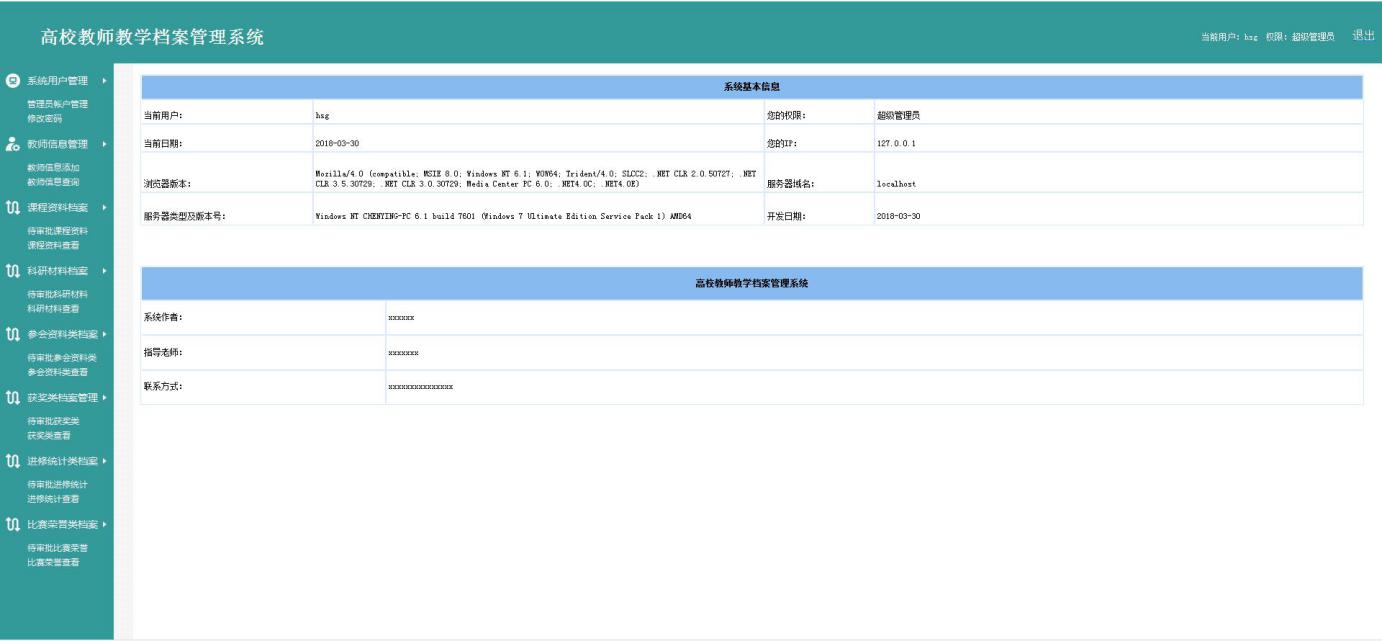 高校教师教学档案管理系统
当前用户: hsg 权限: 超级管理员 退出
系统用户管理
管理员帐户管理
修改密码
教师信息管理
教师信息添加
教师信息查询
课程资料档案
待审批课程资料
课程资料查看
科研材料档案
待审批科研材料
科研材料查看
参会资料类档案
待审批参会资料类
参会资料类查看
获奖类档案管理
待审批获奖类
获奖类查看
进修统计类档案
待审批进修统计
进修统计查看
比赛荣誉类档案
待审批比赛荣誉
比赛荣誉查看
系统基本信息
当前用户: hsg 您的权限: 超级管理员
当前日期: 2018-03-30 您的IP: 127.0.0.1
浏览器版本:
Mozilla/4.0 (compatible; MSIE 8.0; Windows NT 6.1; WOW64; Trident/4.0; SLCC2; .NET CLR 2.0.50727; .NET
CLR 3.5.30729; .NET CLR 3.0.30729; Media Center PC 6.0; .NET4.0C; .NET4.0E)
服务器域名: localhost
服务器类型及版本号: Windows NT CHENYING-PC 6.1 build 7601 (Windows 7 Ultimate Edition Service Pack 1) AMD64 开发日期: 2018-03-30
高校教师教学档案管理系统
系统作者: xxxxxx
指导老师: xxxxxxx
联系方式: xxxxxxxxxxxxxxx